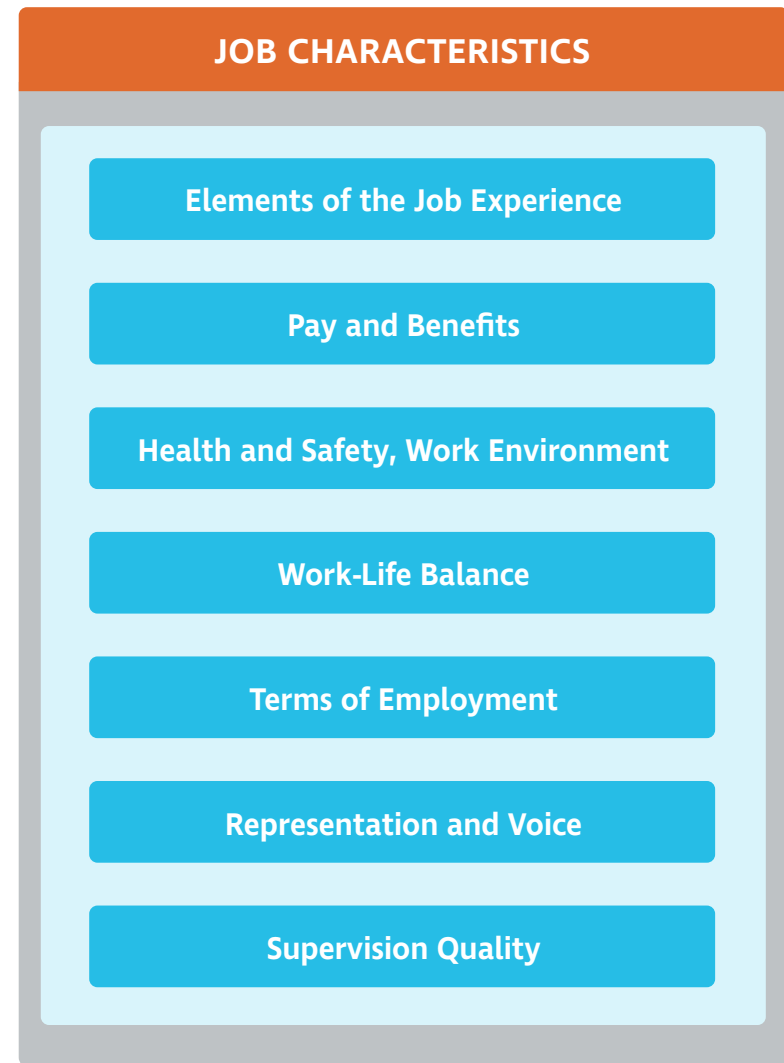 JOB CHARACTERISTICS
Elements of the Job Experience
Pay and Benefits
Health and Safety, Work Environment
Work-Life Balance
Terms of Employment
Representation and Voice
Supervision Quality